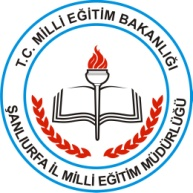 T.C. MİLLİ EĞİTİM BAKANLIĞI
ŞANLIURFA İL MİLLİ EĞİTİM MÜDÜRLÜĞÜ